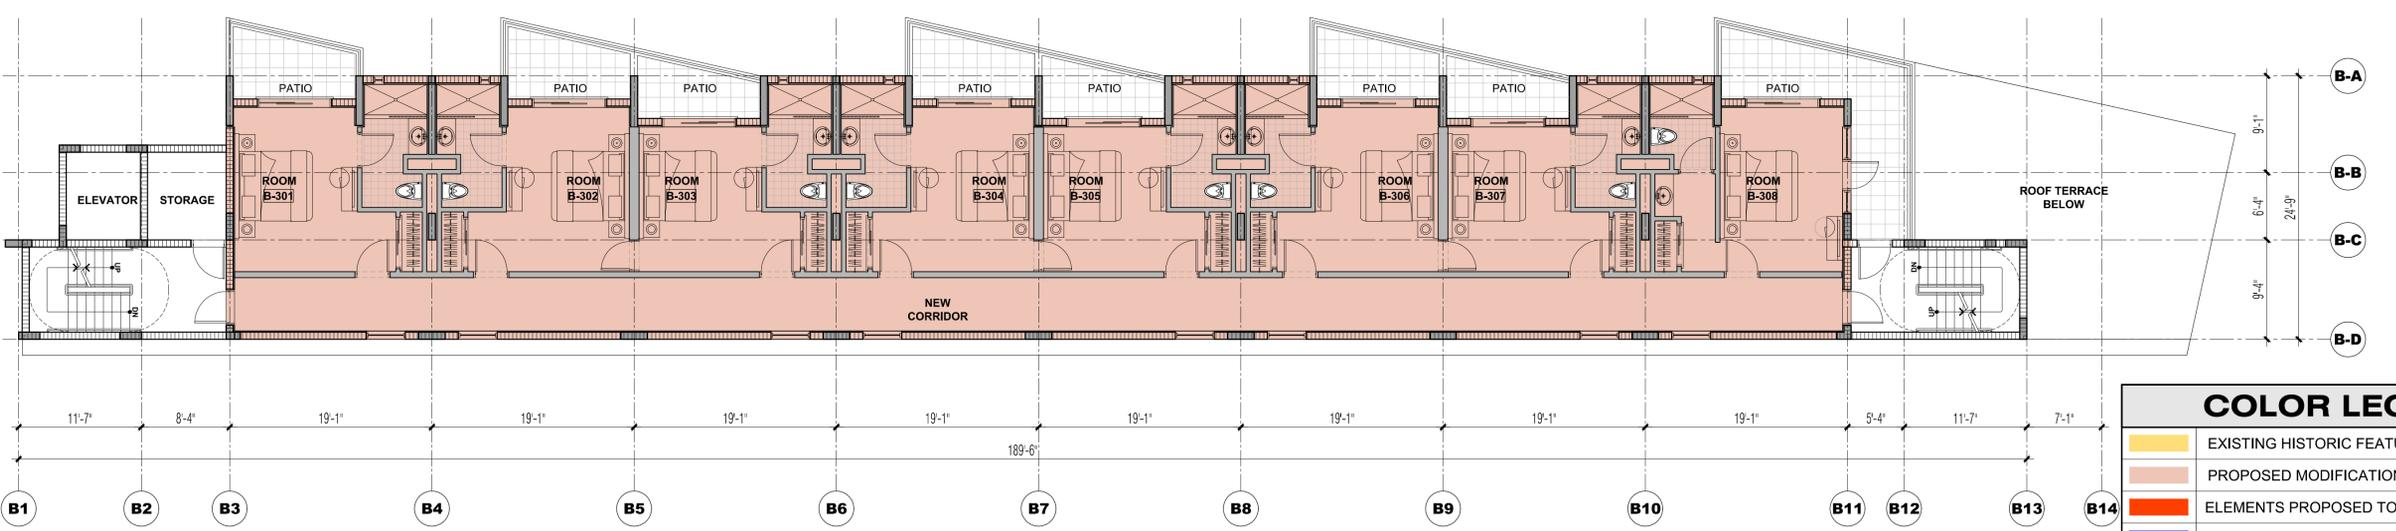 PATIO
PATIO
PATIO
PATIO
PATIO
PATIO
PATIO
PATIO
B-A
9'-1"
B-B
6'-4"
24'-9"
B-C
9'-4"
B-D
ELEVATOR
STORAGE
ROOM
B-301
ROOM
B-302
ROOM
B-303
ROOM
B-304
ROOM
B-305
ROOM
B-306
ROOM
B-307
ROOM
B-308
ROOF TERRACE
BELOW
UP
DN
NEW
CORRIDOR
DN
UP
11'-7"
8'-4"
19'-1"
19'-1"
19'-1"
19'-1"
19'-1"
19'-1"
19'-1"
19'-1"
5'-4"
11'-7"
7'-1"
189'-6"
B1
B2
B3
B4
B5
B6
B7
B8
B9
B10
B11
B12
B13
B14
COLOR LEG
EXISTING HISTORIC FEATU
PROPOSED MODIFICATION
ELEMENTS PROPOSED TO